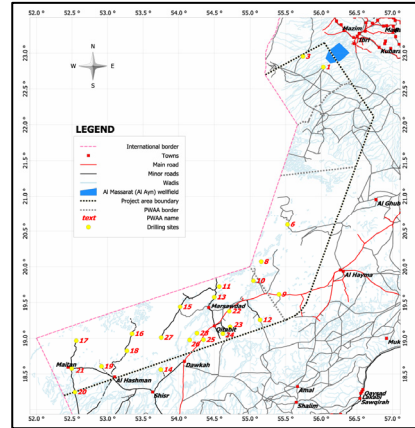 Hazim
Ibri
Kubara
N
W E
S
LEGEND
International border
Towns
Main road
Minor roads
Wadis
Al Massarat (Al Ayn) wellfield
Project area boundary
PWAA border
text PWAA name
Drilling sites
3
1
6
8
10
9
11
13
15
22
12
23
24
25
26
16
27
17
18
19
14
21
20
Al Ghub
Al Hayma
Marsawdad
Qitabit
Dawkah
Maitan
Al Hashman
Shisr
Amal
Shalim
Qaysad
Sawqirah
23.0 °
22.5 °
22.0 °
21.5 °
21.0 °
20.5 °
20.0 °
19.5 °
19.0 °
18.5 °
52.0 °
52.5 °
53.0 °
53.5 °
54.0 °
54.5 °
55.0 °
55.5 °
56.0 °
56.5 °
57.0 °